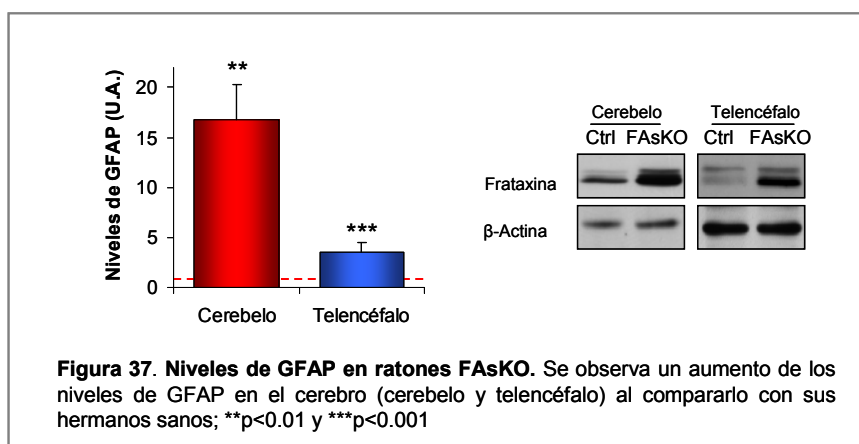 Niveles de GFAP (U.A.)
20
15
10
5
0
**
***
Cerebelo
Telencéfalo
Cerebelo Telencéfalo
Ctrl FAsKO Ctrl FAsKO
Frataxina
β-Actina
Figura 37. Niveles de GFAP en ratones FAsKO. Se observa un aumento de los
niveles de GFAP en el cerebro (cerebelo y telencéfalo) al compararlo con sus
hermanos sanos; **p<0.01 y ***p<0.001